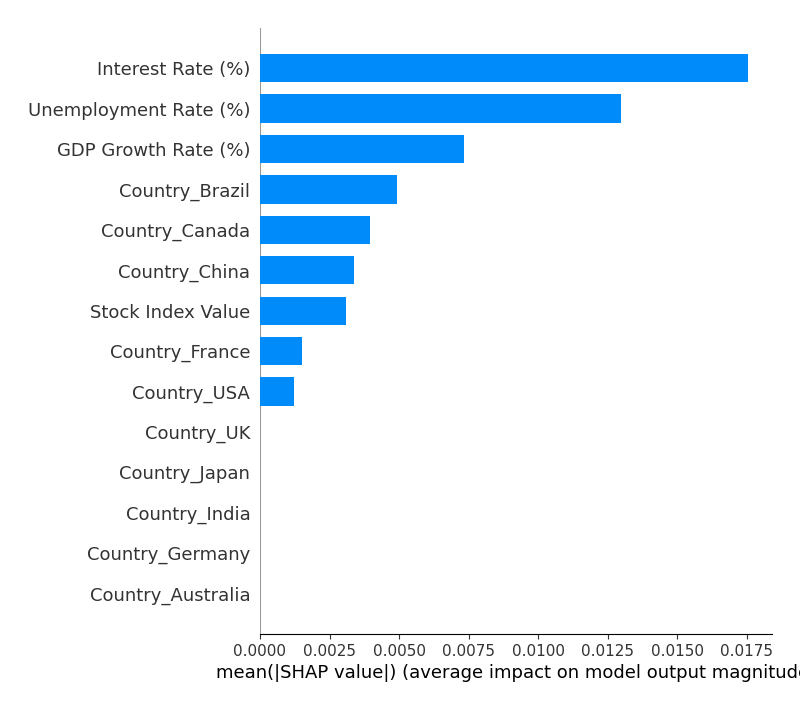 Interest Rate (%)
Unemployment Rate (%)
GDP Growth Rate (%)
Country_Brazil
Country_Canada
Country_China
Stock Index Value
Country_France
Country_USA
Country_UK
Country_Japan
Country_India
Country_Germany
Country_Australia
0.0000 0.0025 0.0050 0.0075 0.0100 0.0125 0.0150 0.0175
mean(|SHAP value|) (average impact on model output magnitude